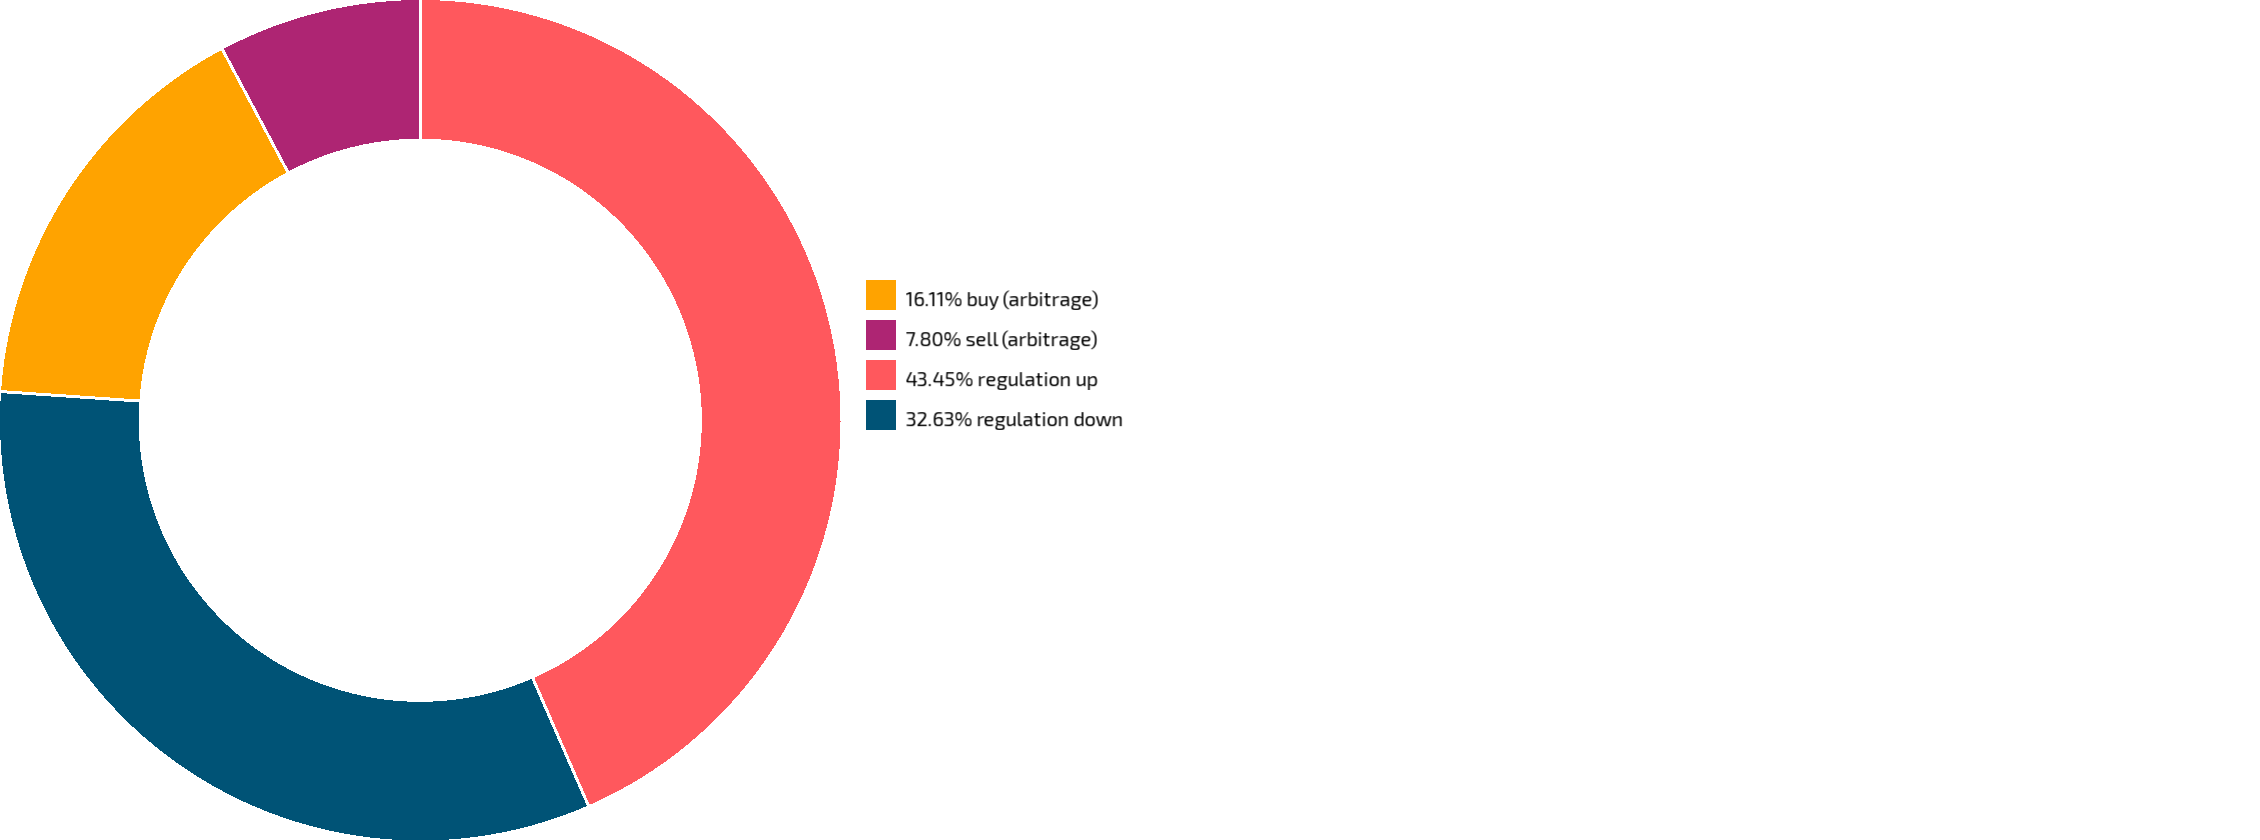 16.11% buy (arbitrage)
7.80% sell (arbitrage)
43.45% regulation up
32.63% regulation down